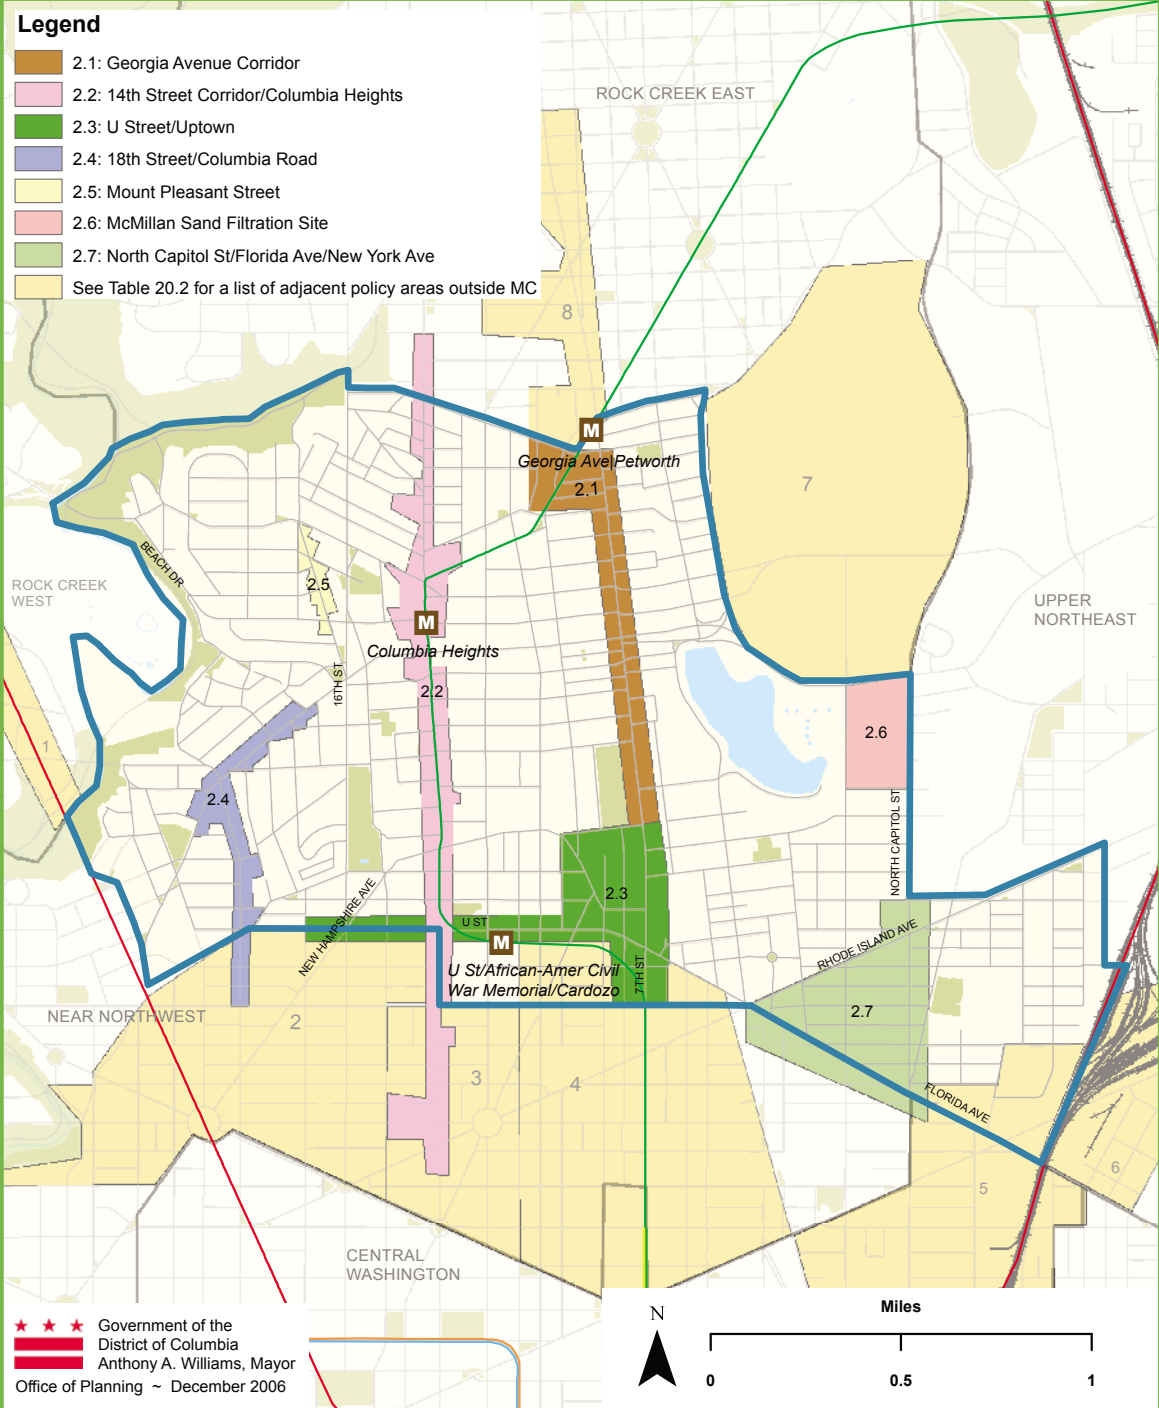 Legend
2.1: Georgia Avenue Corridor
2.2: 14th Street Corridor/Columbia Heights
2.3: U Street/Uptown
2.4: 18th Street/Columbia Road
2.5: Mount Pleasant Street
2.6: McMillan Sand Filtration Site
2.7: North Capitol St/Florida Ave/New York Ave
See Table 20.2 for a list of adjacent policy areas outside MC
ROCK CREEK EAST
8
M
Georgia Ave|Petworth
2.1
7
BEACH DR
ROCK CREEK
WEST
2.5
UPPER
NORTHEAST
M
Columbia Heights
16TH ST
2.2
1
2.6
2.4
NORTH CAPITOL ST
2.3
NEW HAMPSHIRE AVE
U ST
M
RHODE ISLAND AVE
U St/African-Amer Civil
War Memorial/Cardozo
7TH ST
NEAR NORTHWEST
2
2.7
3
4
FLORIDA AVE
6
5
CENTRAL
WASHINGTON
Government of the
District of Columbia
Anthony A. Williams, Mayor
Office of Planning ~ December 2006
N
Miles
0
0.5
1